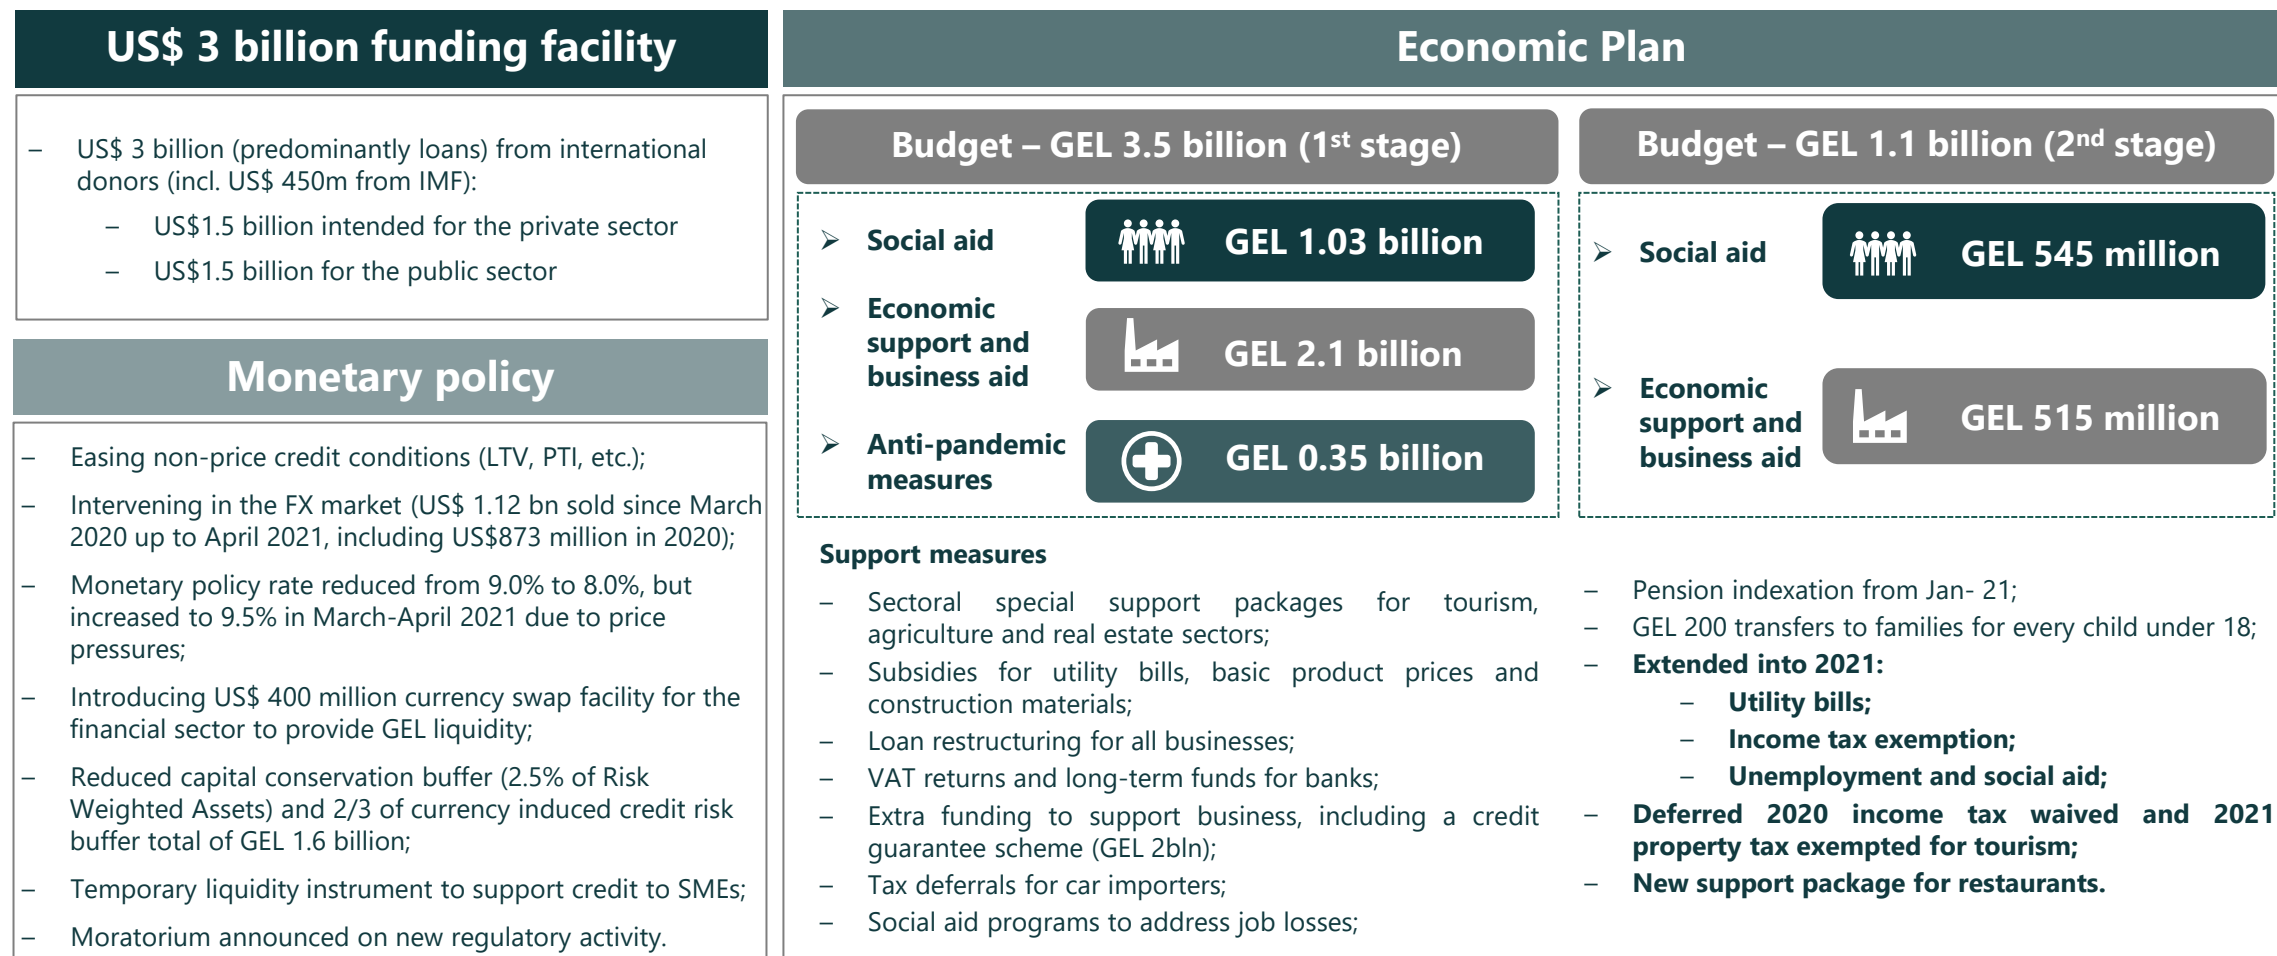 US$ 3 billion funding facility
– US$ 3 billion (predominantly loans) from international
donors (incl. US$ 450m from IMF):
– US$1.5 billion intended for the private sector
– US$1.5 billion for the public sector
Monetary policy
– Easing non-price credit conditions (LTV, PTI, etc.);
– Intervening in the FX market (US$ 1.12 bn sold since March
2020 up to April 2021, including US$873 million in 2020);
– Monetary policy rate reduced from 9.0% to 8.0%, but
increased to 9.5% in March-April 2021 due to price
pressures;
– Introducing US$ 400 million currency swap facility for the
financial sector to provide GEL liquidity;
– Reduced capital conservation buffer (2.5% of Risk
Weighted Assets) and 2/3 of currency induced credit risk
buffer total of GEL 1.6 billion;
– Temporary liquidity instrument to support credit to SMEs;
– Moratorium announced on new regulatory activity.
Economic Plan
Budget – GEL 3.5 billion (1st stage)
➢ Social aid
GEL 1.03 billion
➢ Economic
support and
business aid
GEL 2.1 billion
➢ Anti-pandemic
measures
GEL 0.35 billion
Budget – GEL 1.1 billion (2nd stage)
➢ Social aid
GEL 545 million
➢ Economic
support and
business aid
GEL 515 million
Support measures
– Sectoral special support packages for tourism,
agriculture and real estate sectors;
– Subsidies for utility bills, basic product prices and
construction materials;
– Loan restructuring for all businesses;
– VAT returns and long-term funds for banks;
– Extra funding to support business, including a credit
guarantee scheme (GEL 2bln);
– Tax deferrals for car importers;
– Social aid programs to address job losses;
– Pension indexation from Jan- 21;
– GEL 200 transfers to families for every child under 18;
– Extended into 2021:
– Utility bills;
– Income tax exemption;
– Unemployment and social aid;
– Deferred 2020 income tax waived and 2021
property tax exempted for tourism;
– New support package for restaurants.